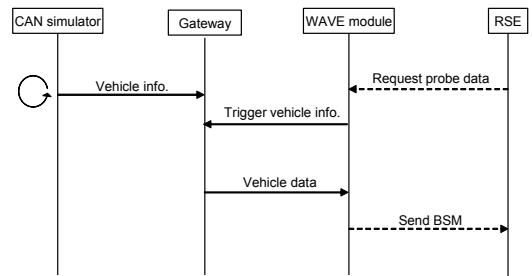 CAN simulator
Gateway
WAVE module
RSE
Request probe data
Vehicle info.
Trigger vehicle info.
Vehicle data
Send BSM